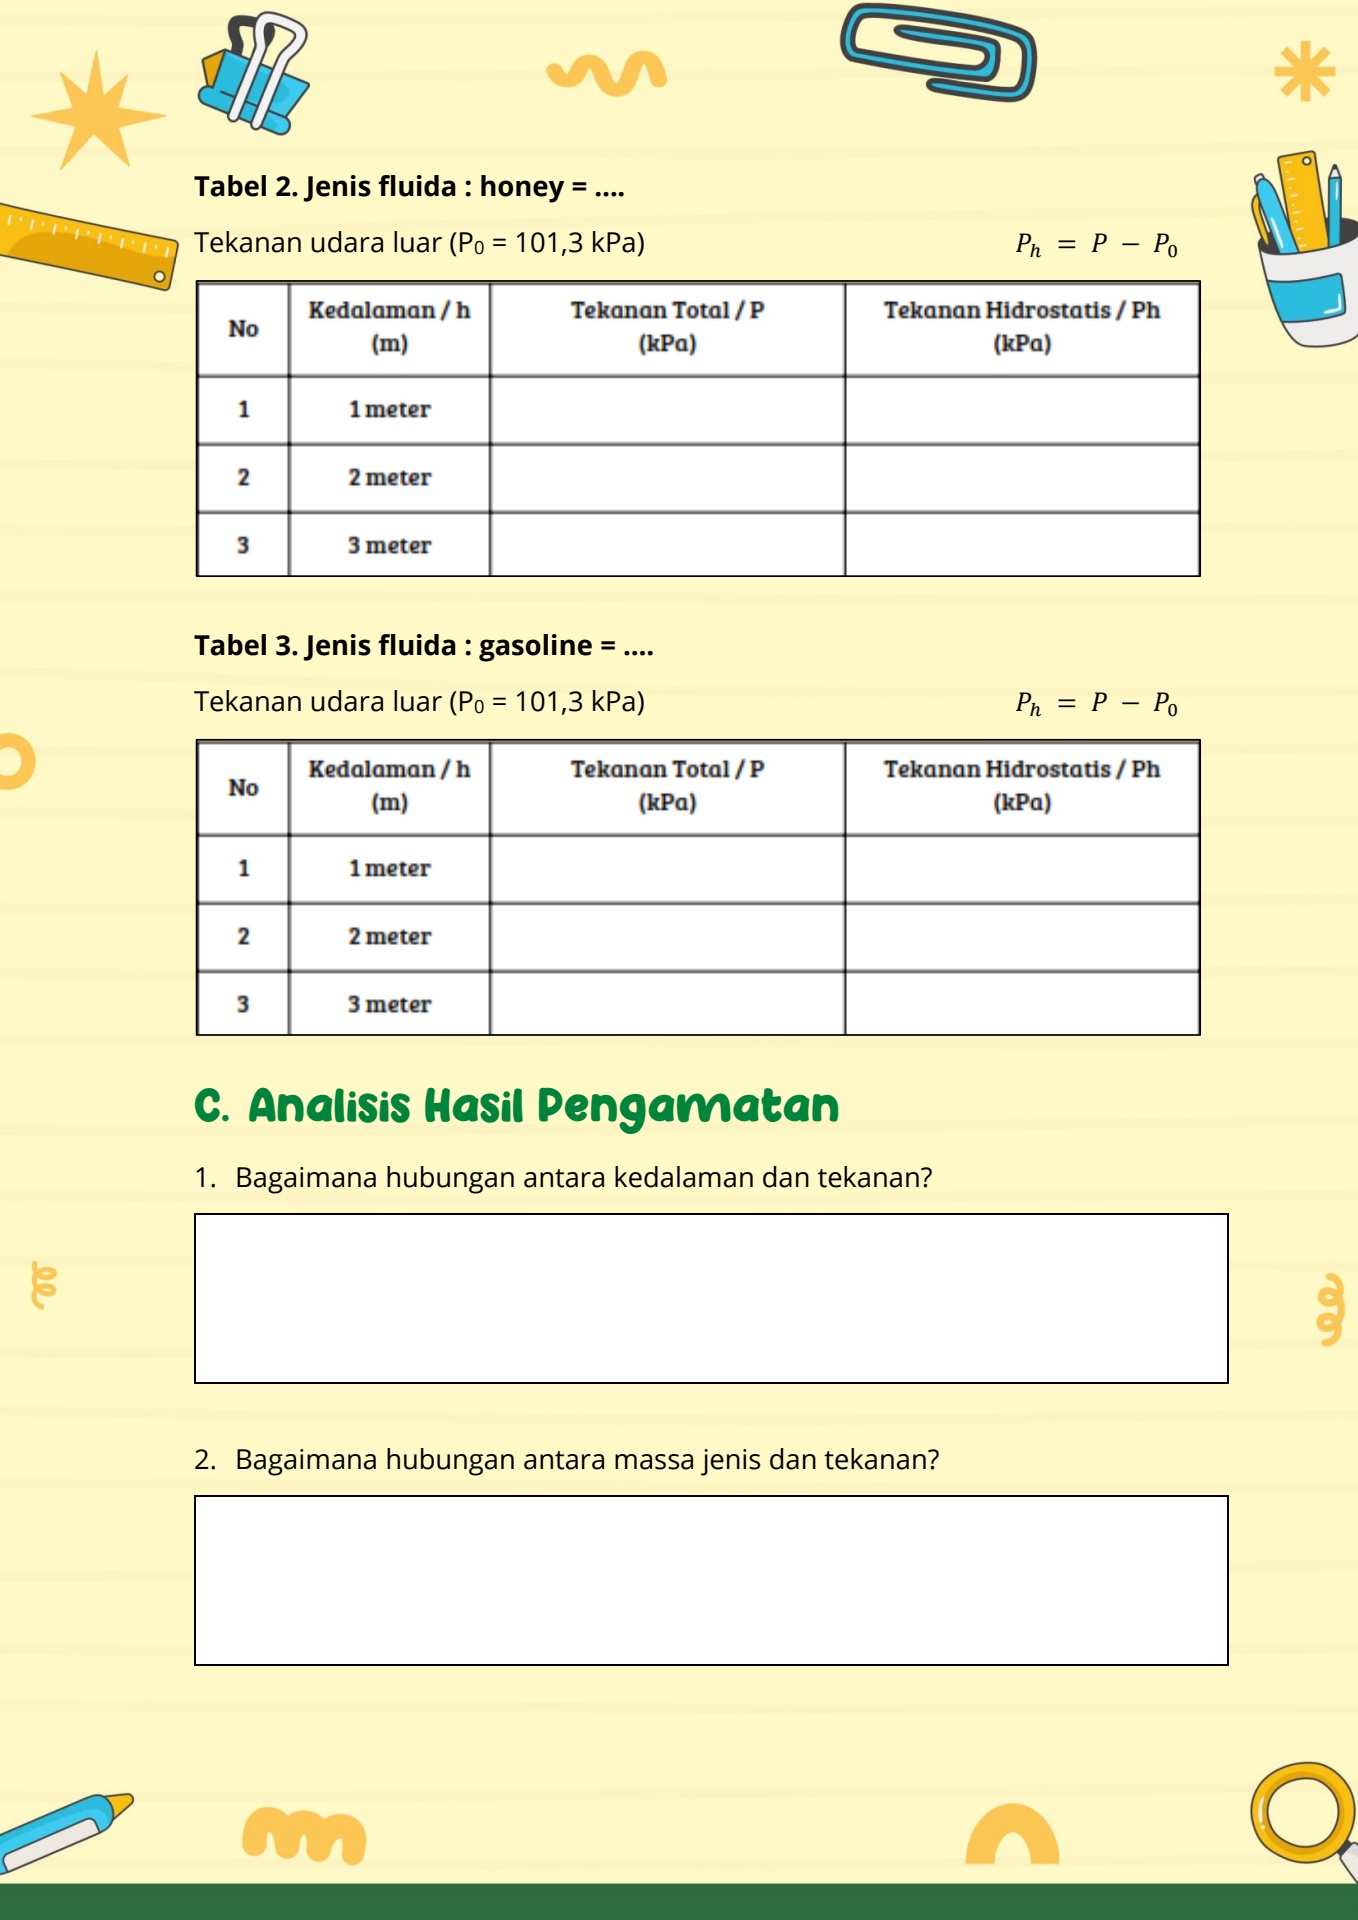 Tabel 2. Jenis fluida : honey = ....
Tekanan udara luar (P₀ = 101,3 kPa) Pₕ = P − P₀
No Kedalaman / h (m) Tekanan Total / P (kPa) Tekanan Hidrostatis / Ph (kPa)
1 1 meter
2 2 meter
3 3 meter
Tabel 3. Jenis fluida : gasoline = ....
Tekanan udara luar (P₀ = 101,3 kPa) Pₕ = P − P₀
No Kedalaman / h (m) Tekanan Total / P (kPa) Tekanan Hidrostatis / Ph (kPa)
1 1 meter
2 2 meter
3 3 meter
C. Analisis Hasil Pengamatan
1. Bagaimana hubungan antara kedalaman dan tekanan?
2. Bagaimana hubungan antara massa jenis dan tekanan?